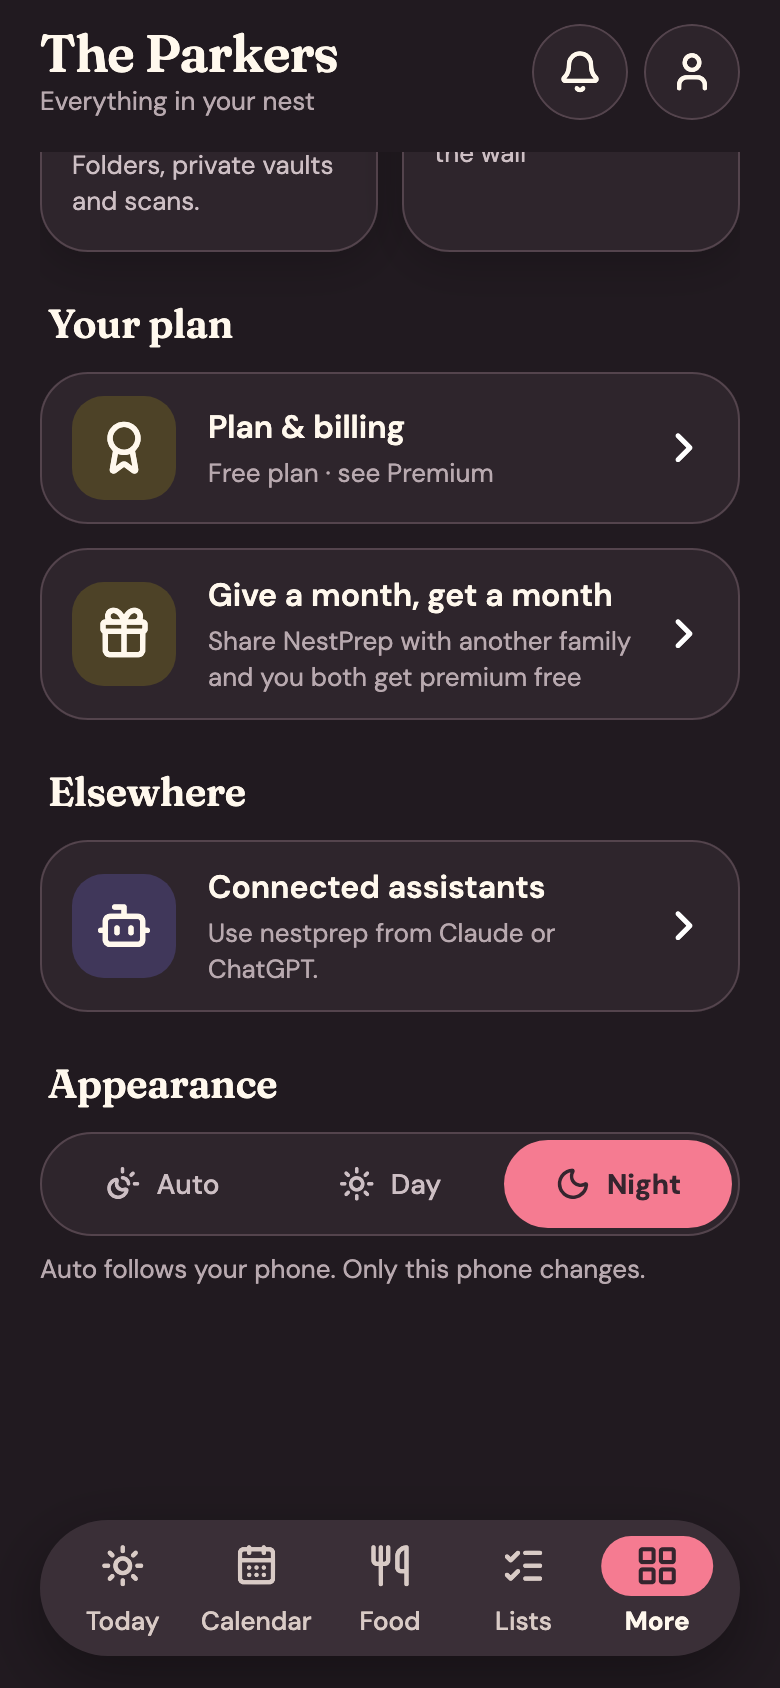 The Parkers
Everything in your nest
Folders, private vaults
and scans.
the wall
Your plan
Plan & billing
Free plan · see Premium
Give a month, get a month
Share NestPrep with another family
and you both get premium free
Elsewhere
Connected assistants
Use nestprep from Claude or
ChatGPT.
Appearance
Auto
Day
Night
Auto follows your phone. Only this phone changes.
Today
Calendar
Food
Lists
More